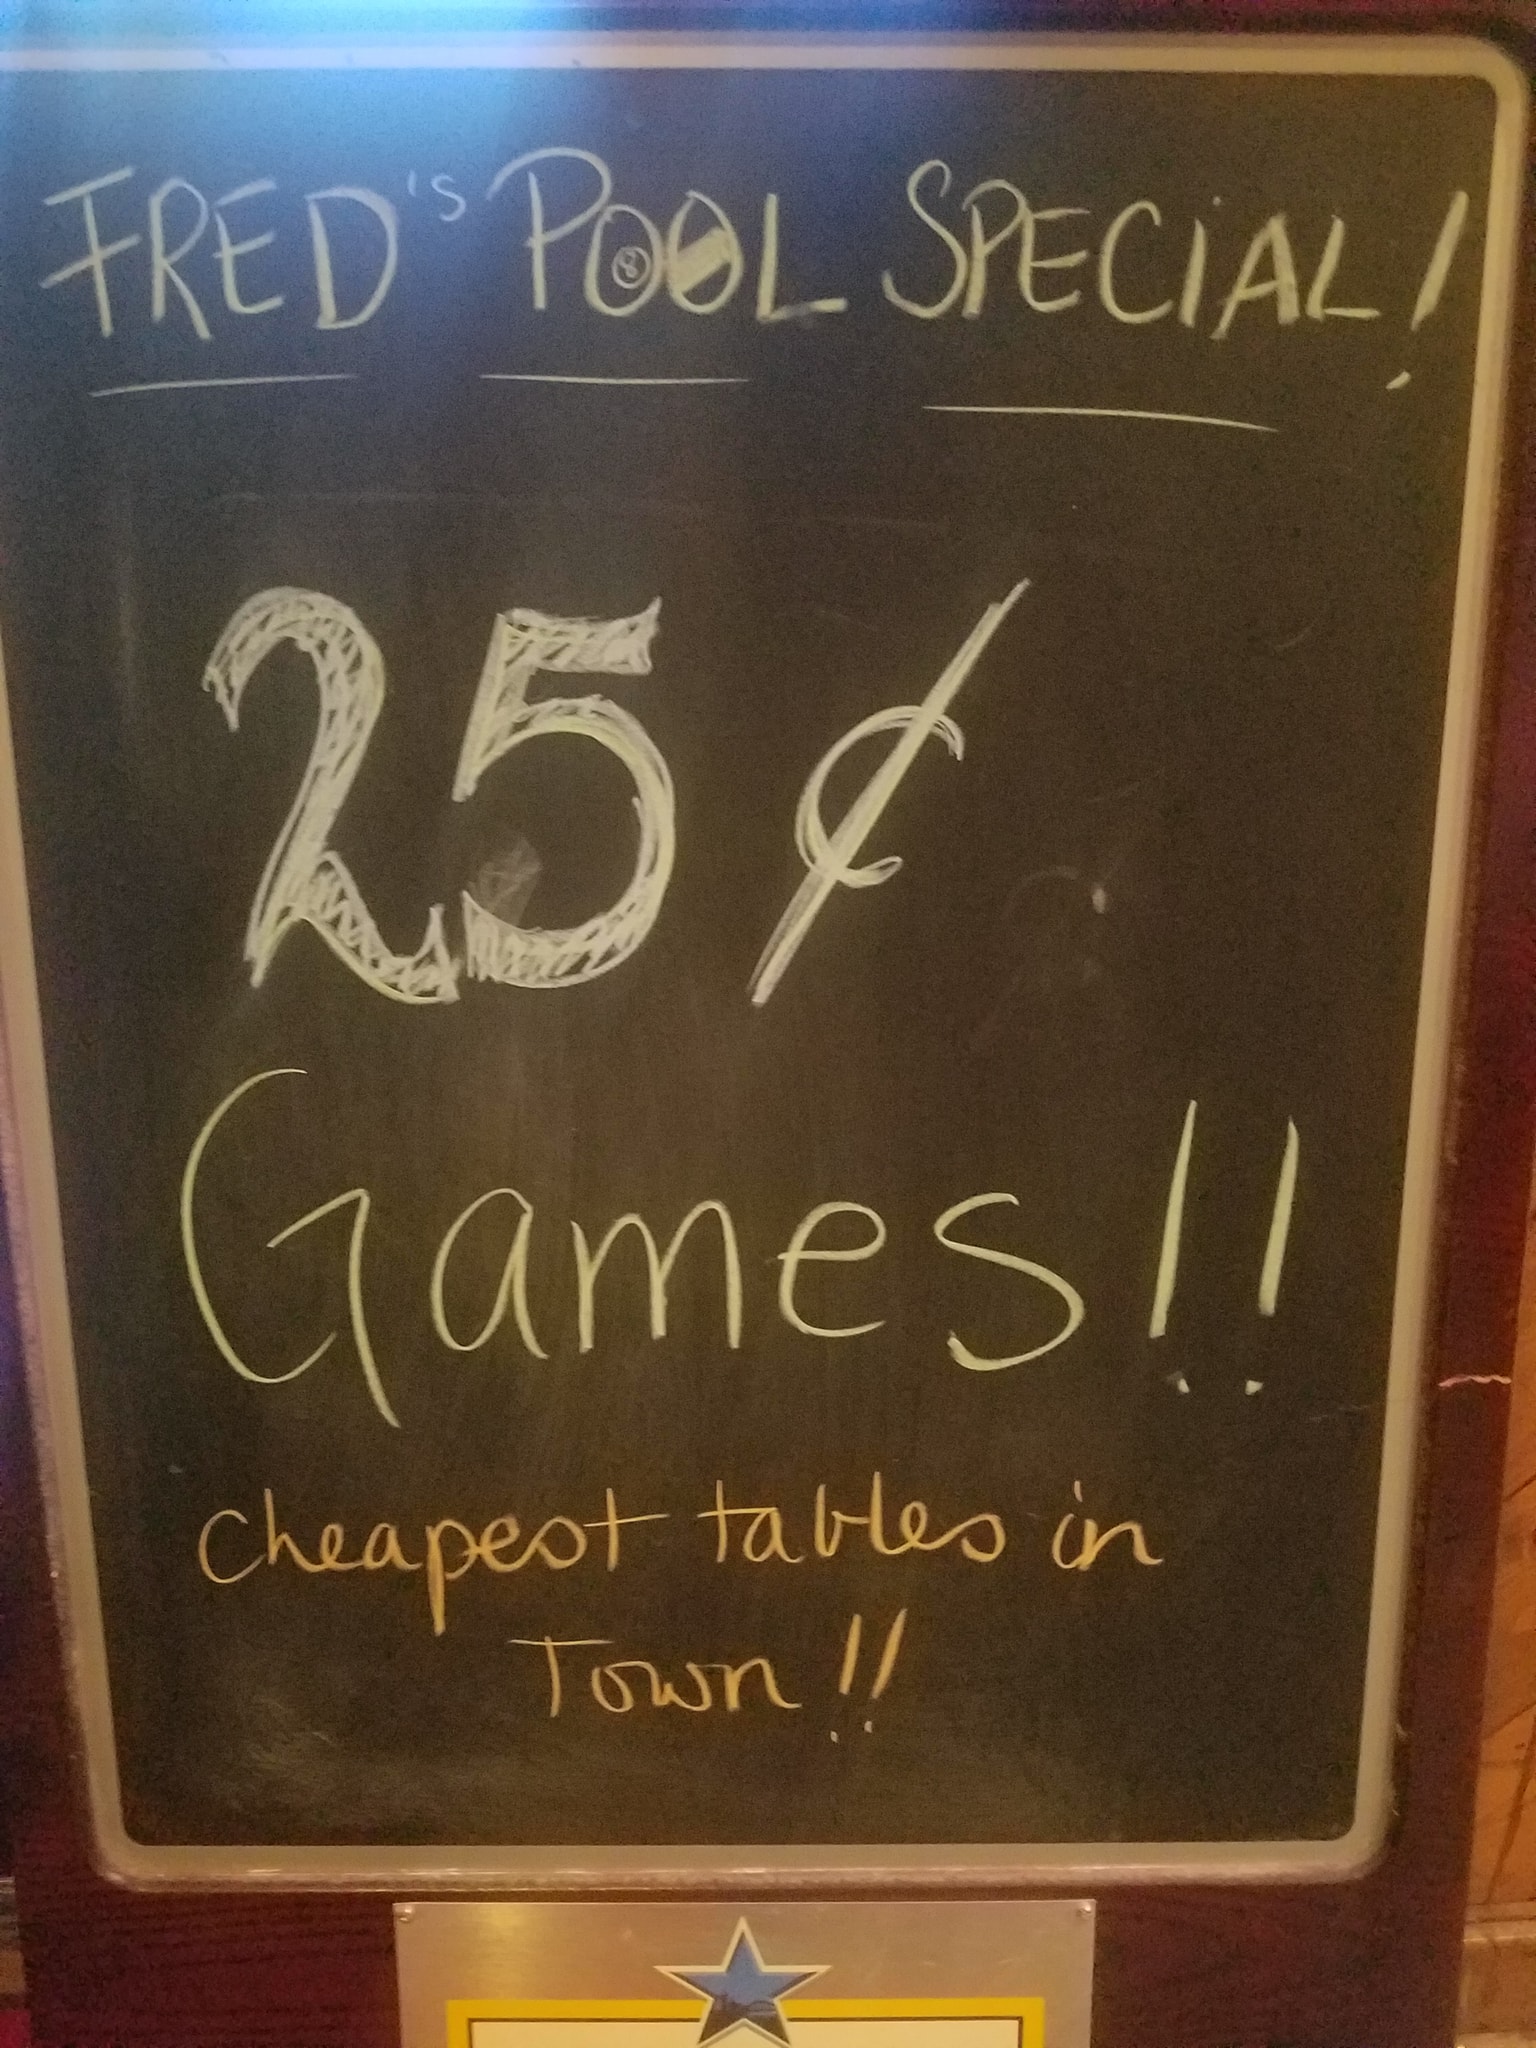 FRED's POOL SPECiAL!
25¢
Games!!
Cheapest tables in
Town!!